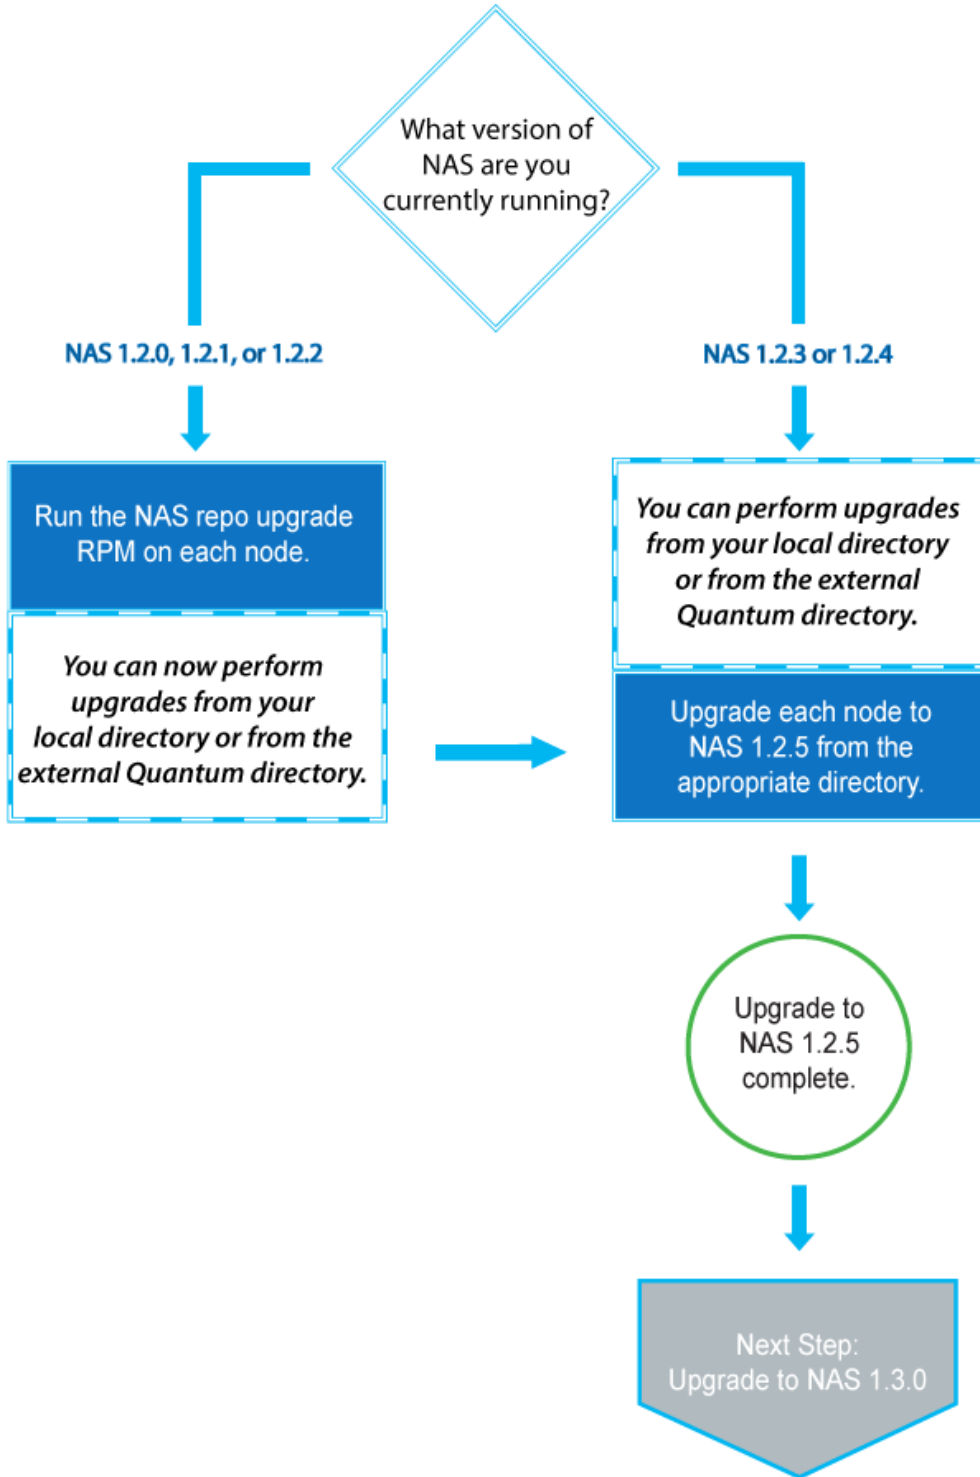 What version of
NAS are you
currently running?
NAS 1.2.0, 1.2.1, or 1.2.2
NAS 1.2.3 or 1.2.4
Run the NAS repo upgrade
RPM on each node.
You can now perform
upgrades from your
local directory or from the
external Quantum directory.
You can perform upgrades
from your local directory
or from the external
Quantum directory.
Upgrade each node to
NAS 1.2.5 from the
appropriate directory.
Upgrade to
NAS 1.2.5
complete.
Next Step:
Upgrade to NAS 1.3.0